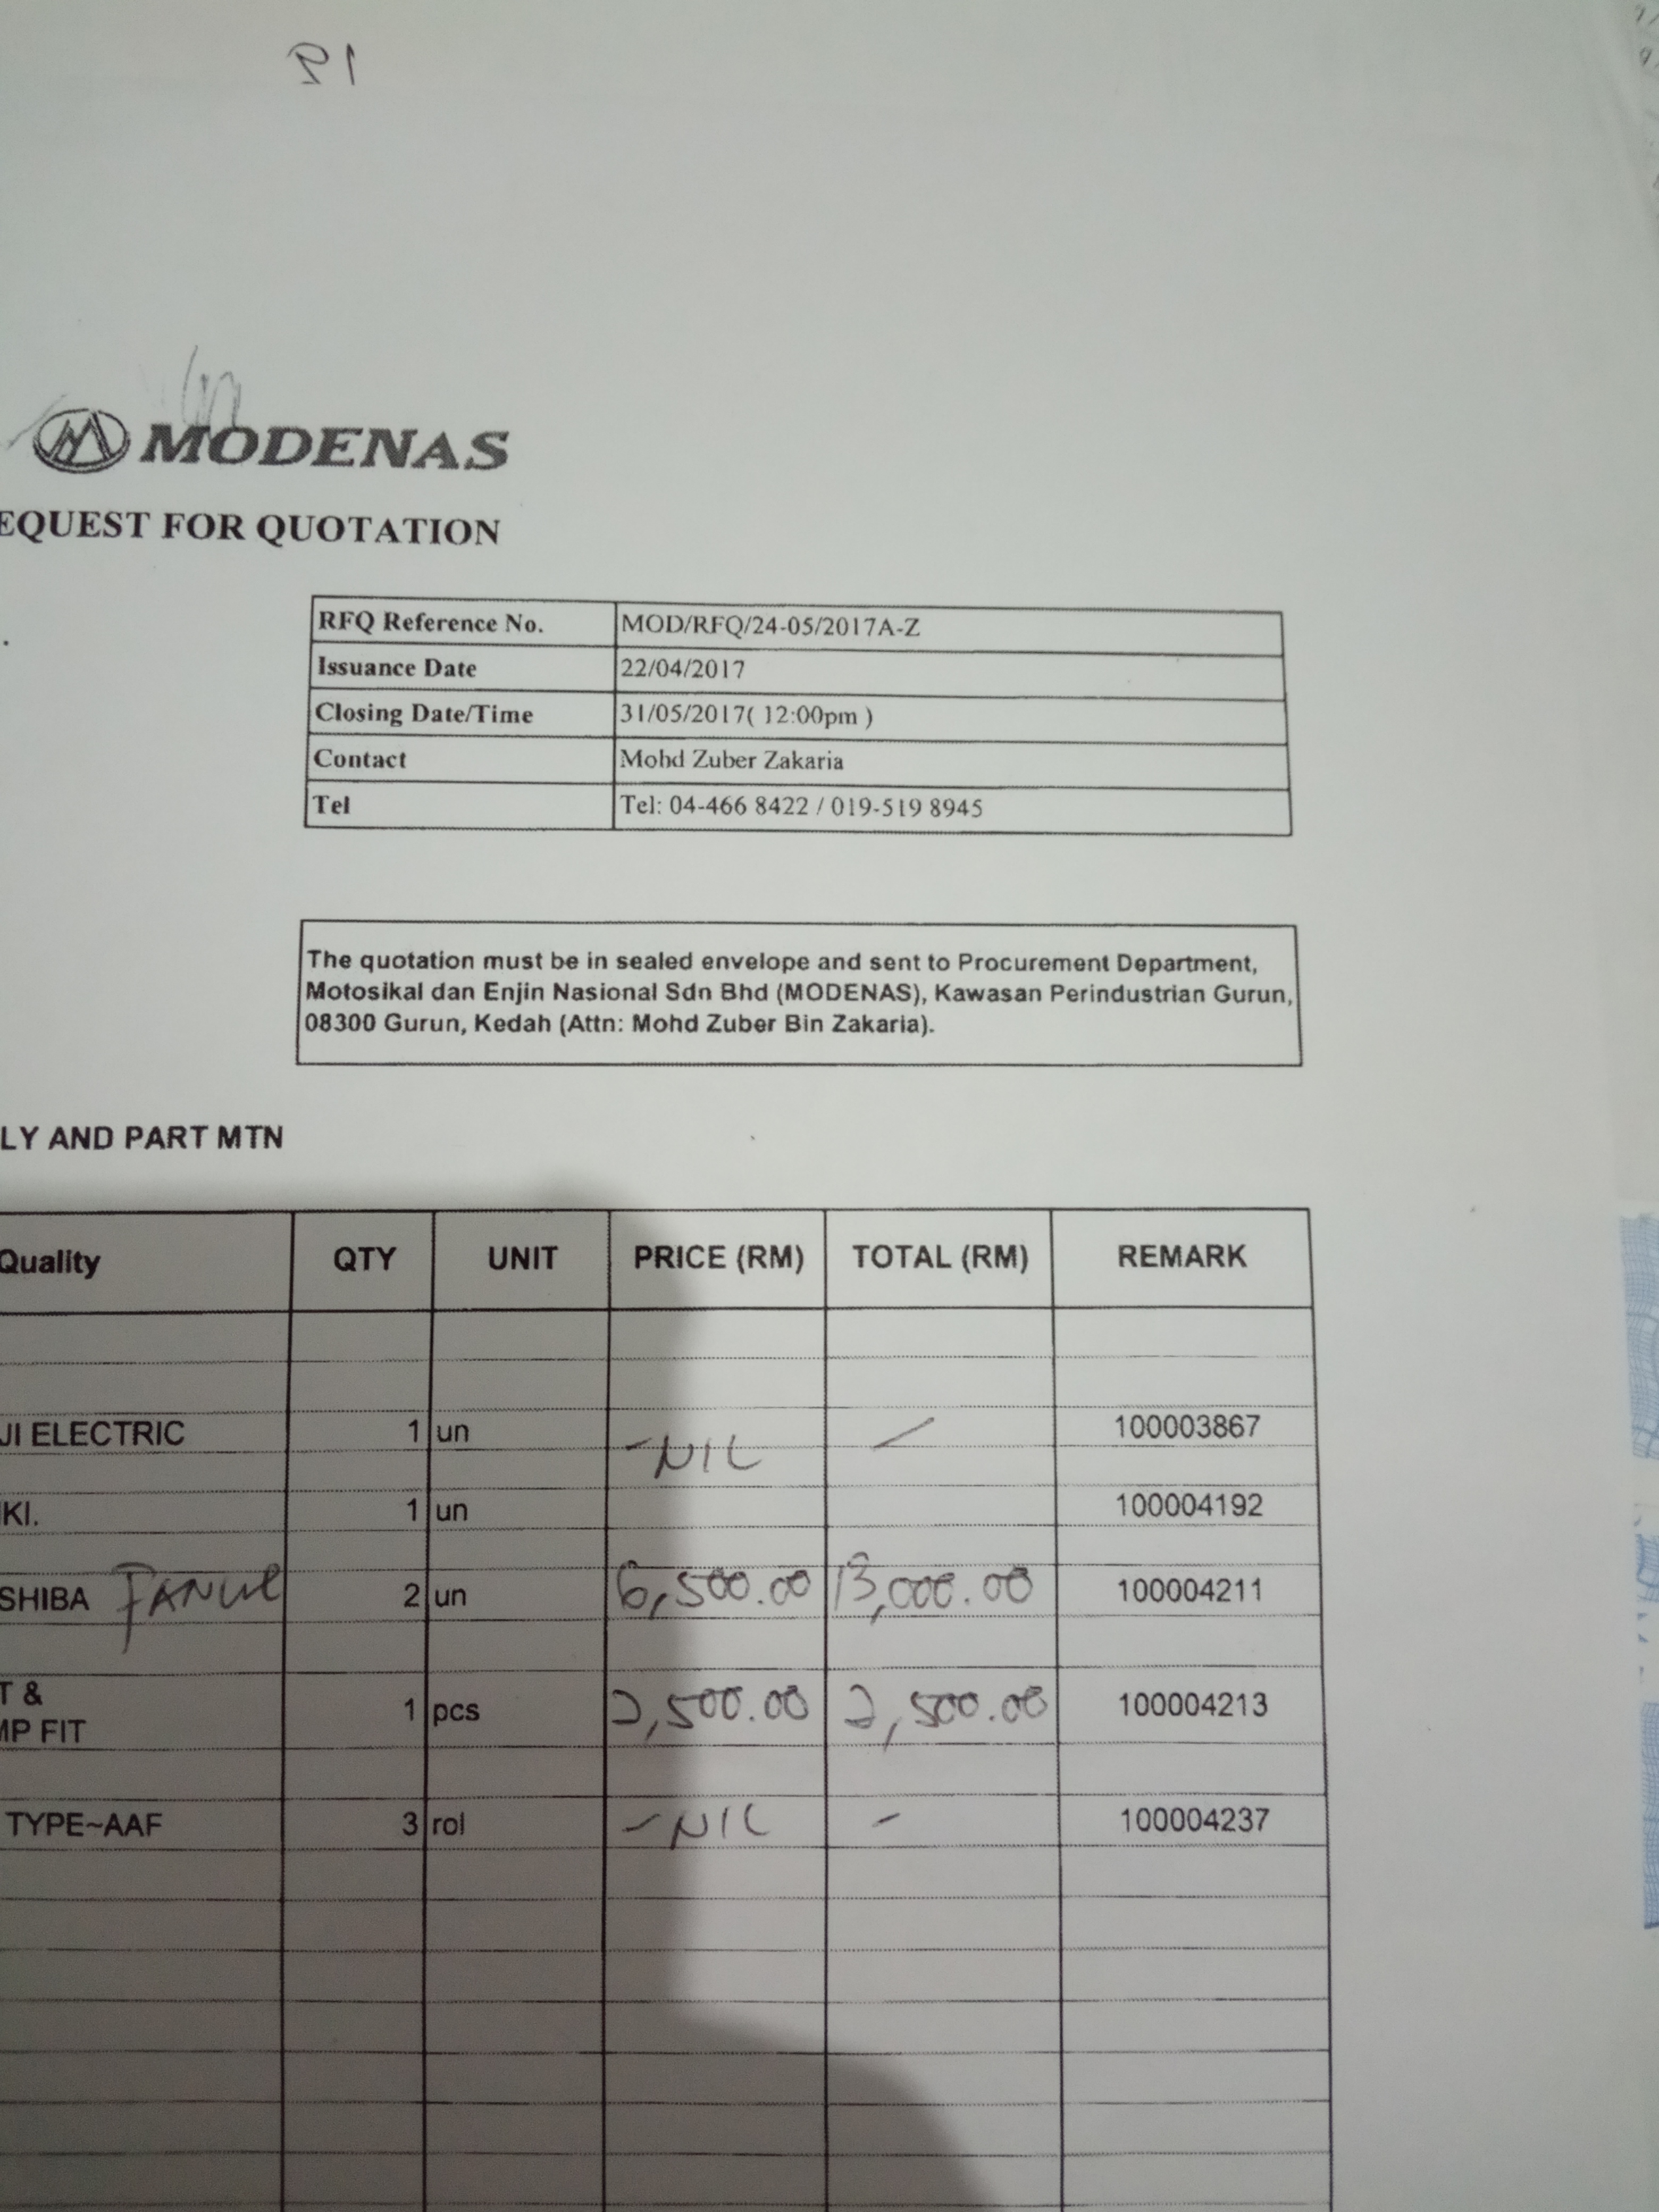 P1
MODENAS
EQUEST FOR QUOTATION
RFQ Reference No. MOD/RFQ/24-05/2017A-Z
Issuance Date 22/04/2017
Closing Date/Time 31/05/2017( 12:00pm )
Contact Mohd Zuber Zakaria
Tel Tel: 04-466 8422 / 019-519 8945
The quotation must be in sealed envelope and sent to Procurement Department,
Motosikal dan Enjin Nasional Sdn Bhd (MODENAS), Kawasan Perindustrian Gurun,
08300 Gurun, Kedah (Attn: Mohd Zuber Bin Zakaria).
LY AND PART MTN
Quality QTY UNIT PRICE (RM) TOTAL (RM) REMARK
JI ELECTRIC 1 un - NIL - 100003867
KI. 1 un 100004192
SHIBA FANUC 2 un 6,500.00 13,000.00 100004211
T &
MP FIT 1 pcs 2,500.00 2,500.00 100004213
TYPE~AAF 3 rol - NIL - 100004237